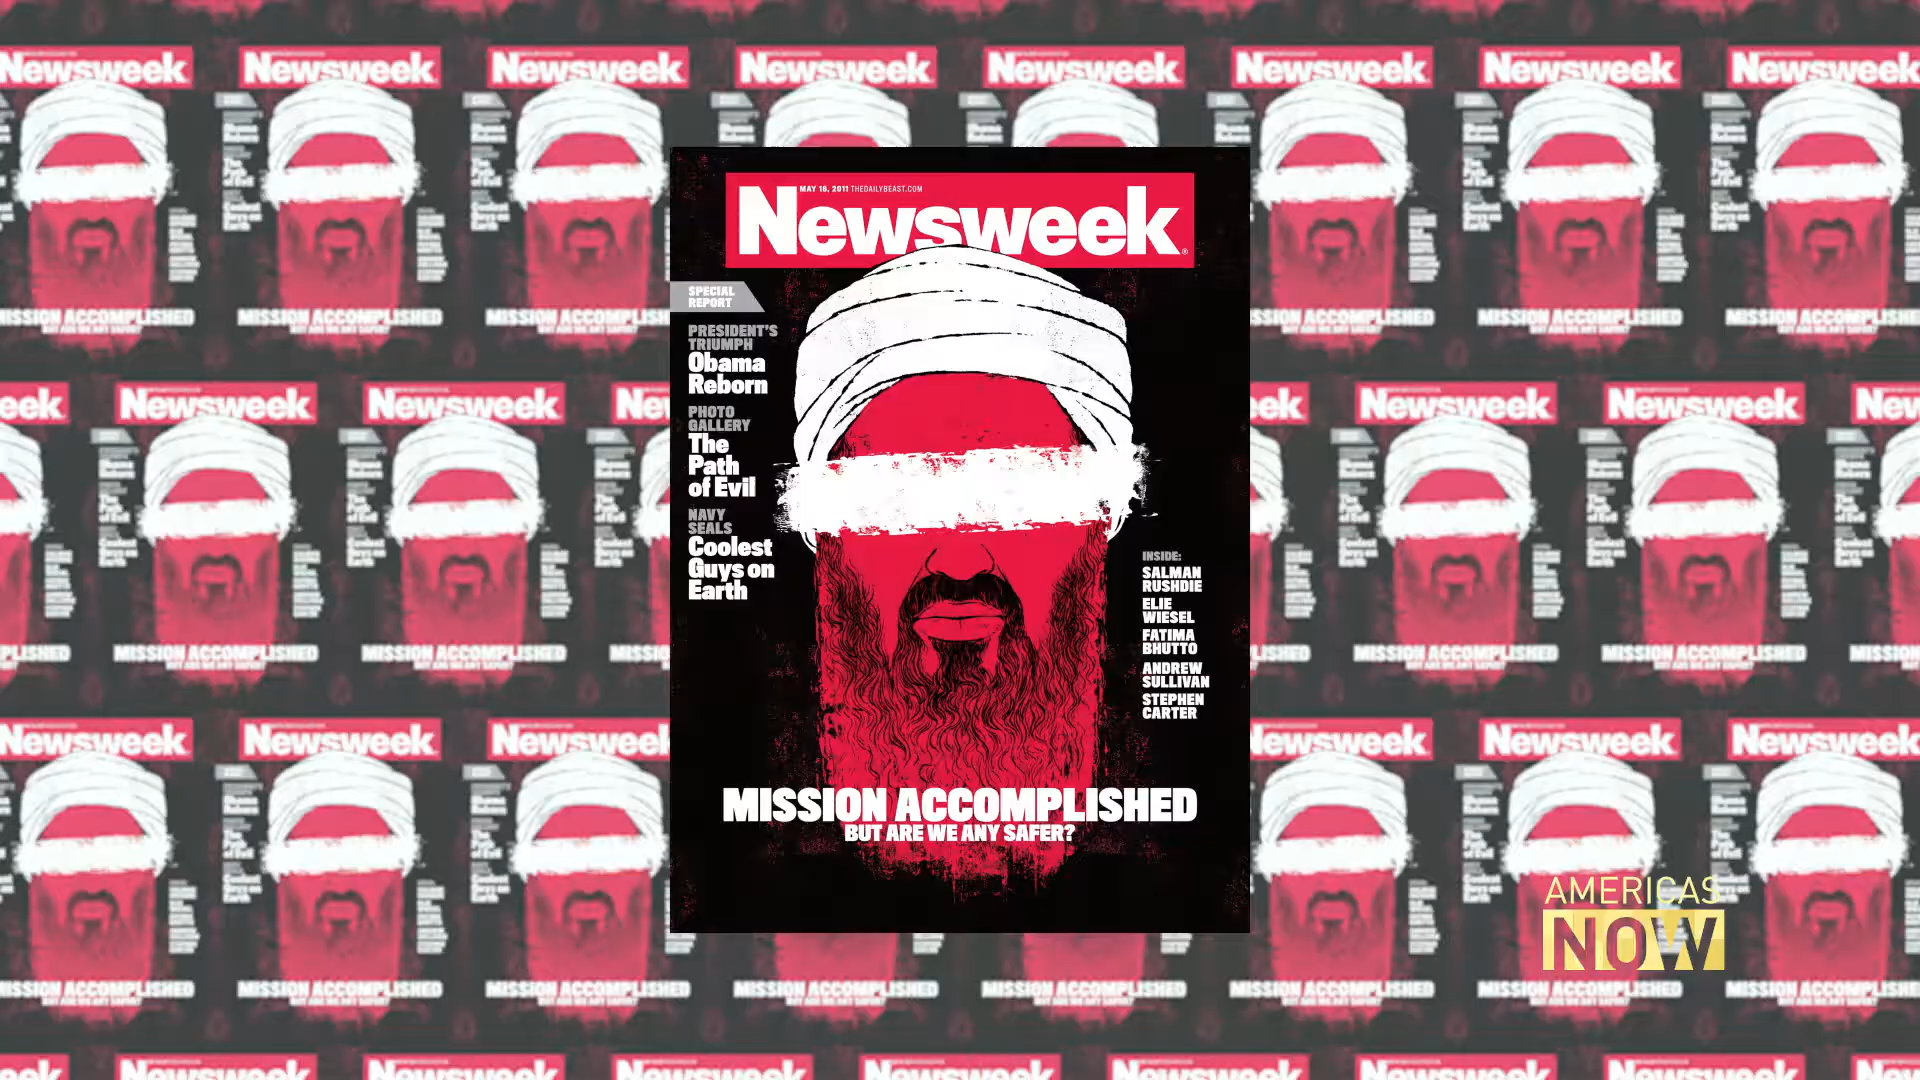 Newsweek
MAY 16, 2011 THEDAILYBEAST.COM
SPECIAL
REPORT
PRESIDENT'S
TRIUMPH
Obama
Reborn
PHOTO
GALLERY
The
Path
of Evil
NAVY
SEALS
Coolest
Guys on
Earth
INSIDE:
SALMAN
RUSHDIE
ELIE
WIESEL
FATIMA
BHUTTO
ANDREW
SULLIVAN
STEPHEN
CARTER
MISSION ACCOMPLISHED
BUT ARE WE ANY SAFER?
AMERICAS
NOW